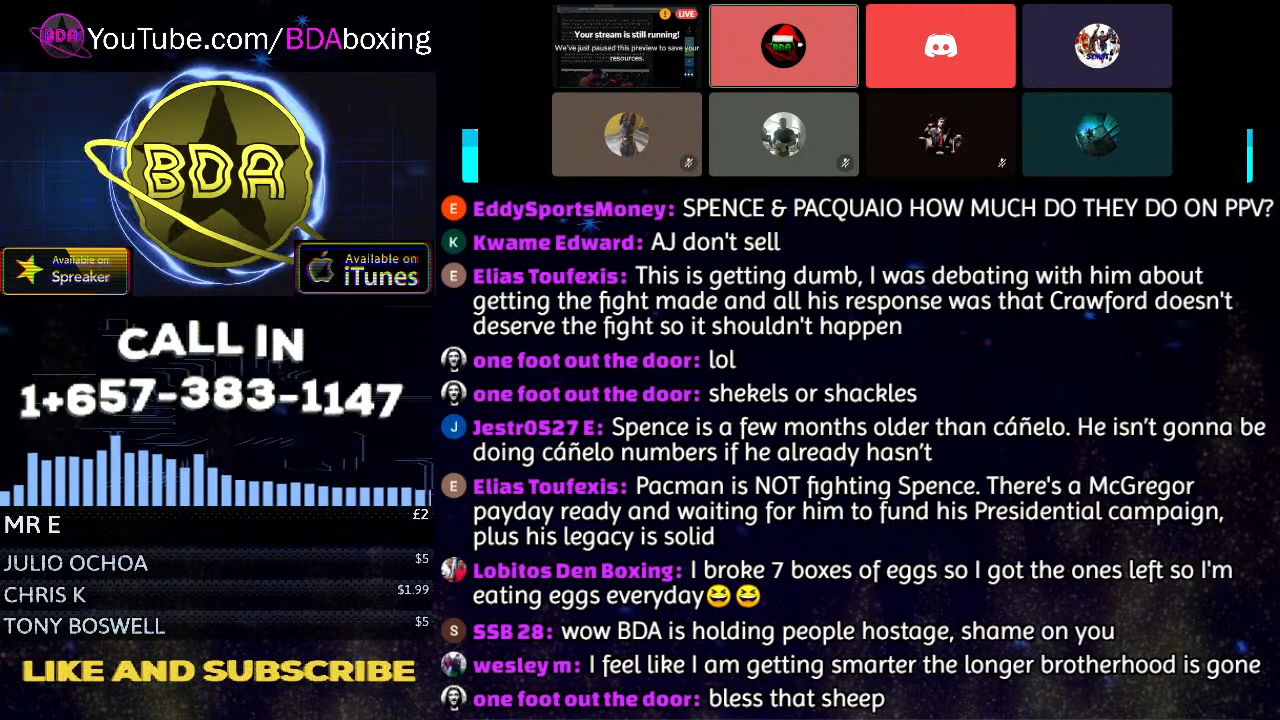 BDA
YouTube.com/BDAboxing
BDA
Available on
Spreaker
Available on
iTunes
CALL IN
1+657-383-1147
MR E £2
JULIO OCHOA $5
CHRIS K $1.99
TONY BOSWELL $5
LIKE AND SUBSCRIBE
LIVE
Your stream is still running!
We've just paused this preview to save your
resources.
BDA
EddySportsMoney: SPENCE & PACQUAIO HOW MUCH DO THEY DO ON PPV?
Kwame Edward: AJ don't sell
Elias Toufexis: This is getting dumb, I was debating with him about
getting the fight made and all his response was that Crawford doesn't
deserve the fight so it shouldn't happen
one foot out the door: lol
one foot out the door: shekels or shackles
Jestr0527 E: Spence is a few months older than cáñelo. He isn’t gonna be
doing cáñelo numbers if he already hasn’t
Elias Toufexis: Pacman is NOT fighting Spence. There's a McGregor
payday ready and waiting for him to fund his Presidential campaign,
plus his legacy is solid
Lobitos Den Boxing: I broke 7 boxes of eggs so I got the ones left so I'm
eating eggs everyday😆😆
SSB 28: wow BDA is holding people hostage, shame on you
wesley m: I feel like I am getting smarter the longer brotherhood is gone
one foot out the door: bless that sheep